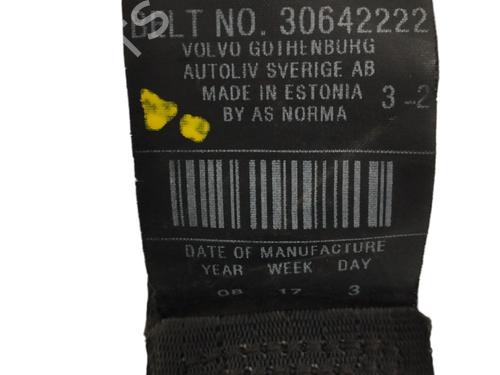 BELT NO. 30642222
VOLVO GOTHENBURG
AUTOLIV SVERIGE AB
MADE IN ESTONIA 3-2
BY AS NORMA
DATE OF MANUFACTURE
YEAR WEEK DAY
08 17 3